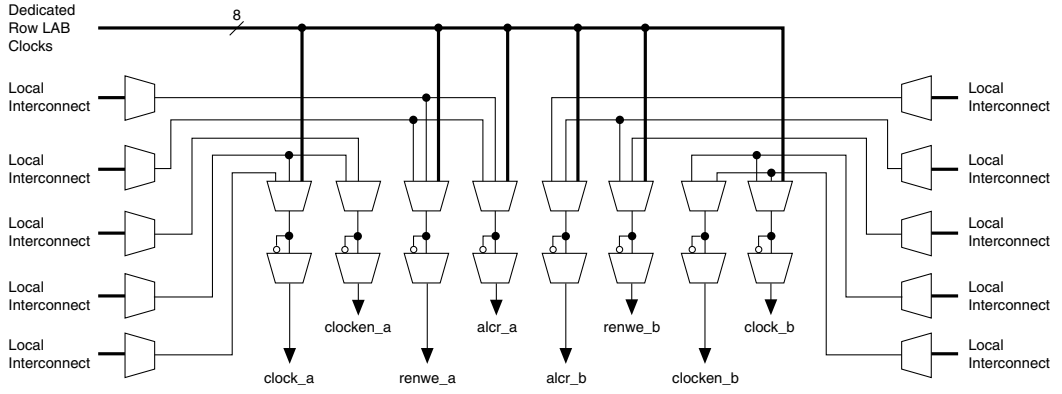 Dedicated
Row LAB
Clocks
8
Local
Interconnect
Local
Interconnect
Local
Interconnect
Local
Interconnect
Local
Interconnect
Local
Interconnect
Local
Interconnect
Local
Interconnect
Local
Interconnect
Local
Interconnect
clocken_a
alcr_a
renwe_b
clock_b
clock_a
renwe_a
alcr_b
clocken_b